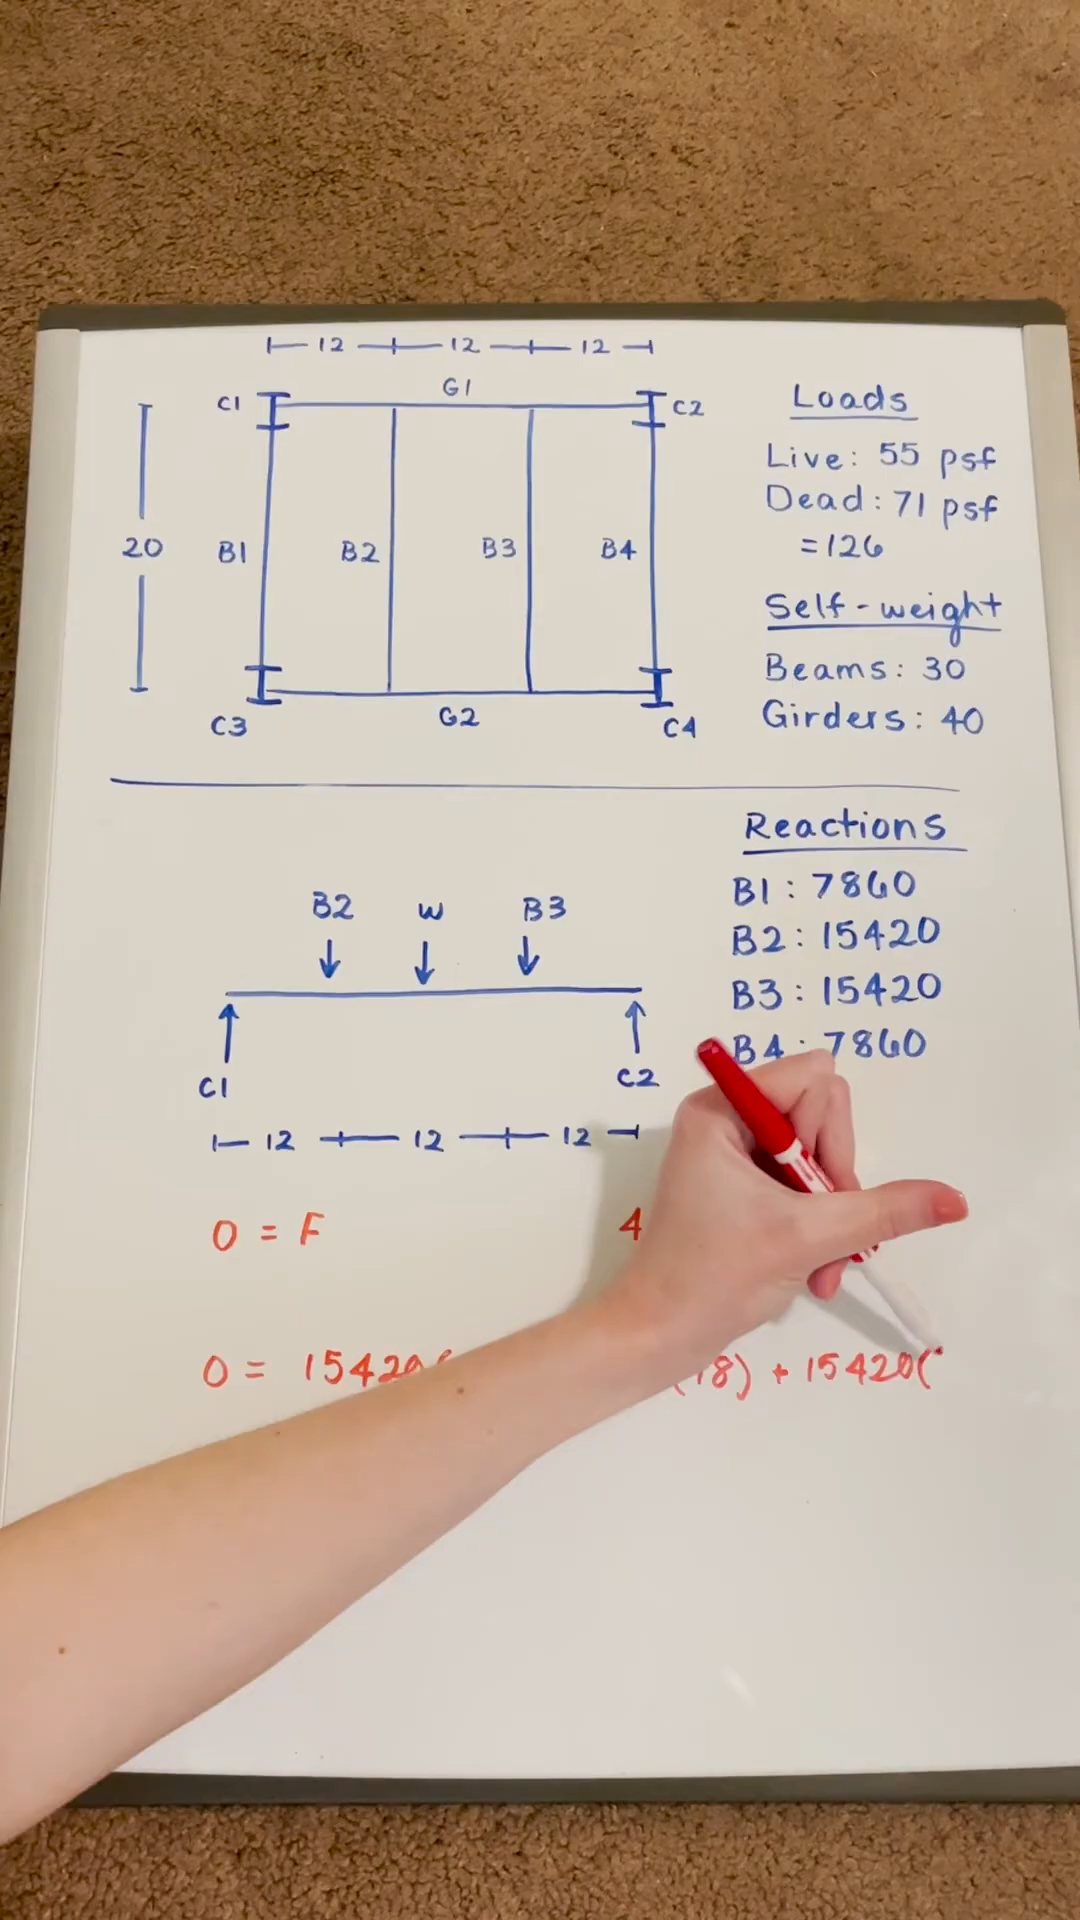 12 12 12
G1
C1 C2
20 B1 B2 B3 B4
G2
C3 C4
Loads
Live: 55 psf
Dead: 71 psf
=126
Self-weight
Beams: 30
Girders: 40
Reactions
B1: 7860
B2: 15420
B3: 15420
B4: 7860
B2 w B3
C1 C2
12 12 12
0 = F 4
0 = 15420 18) + 15420(